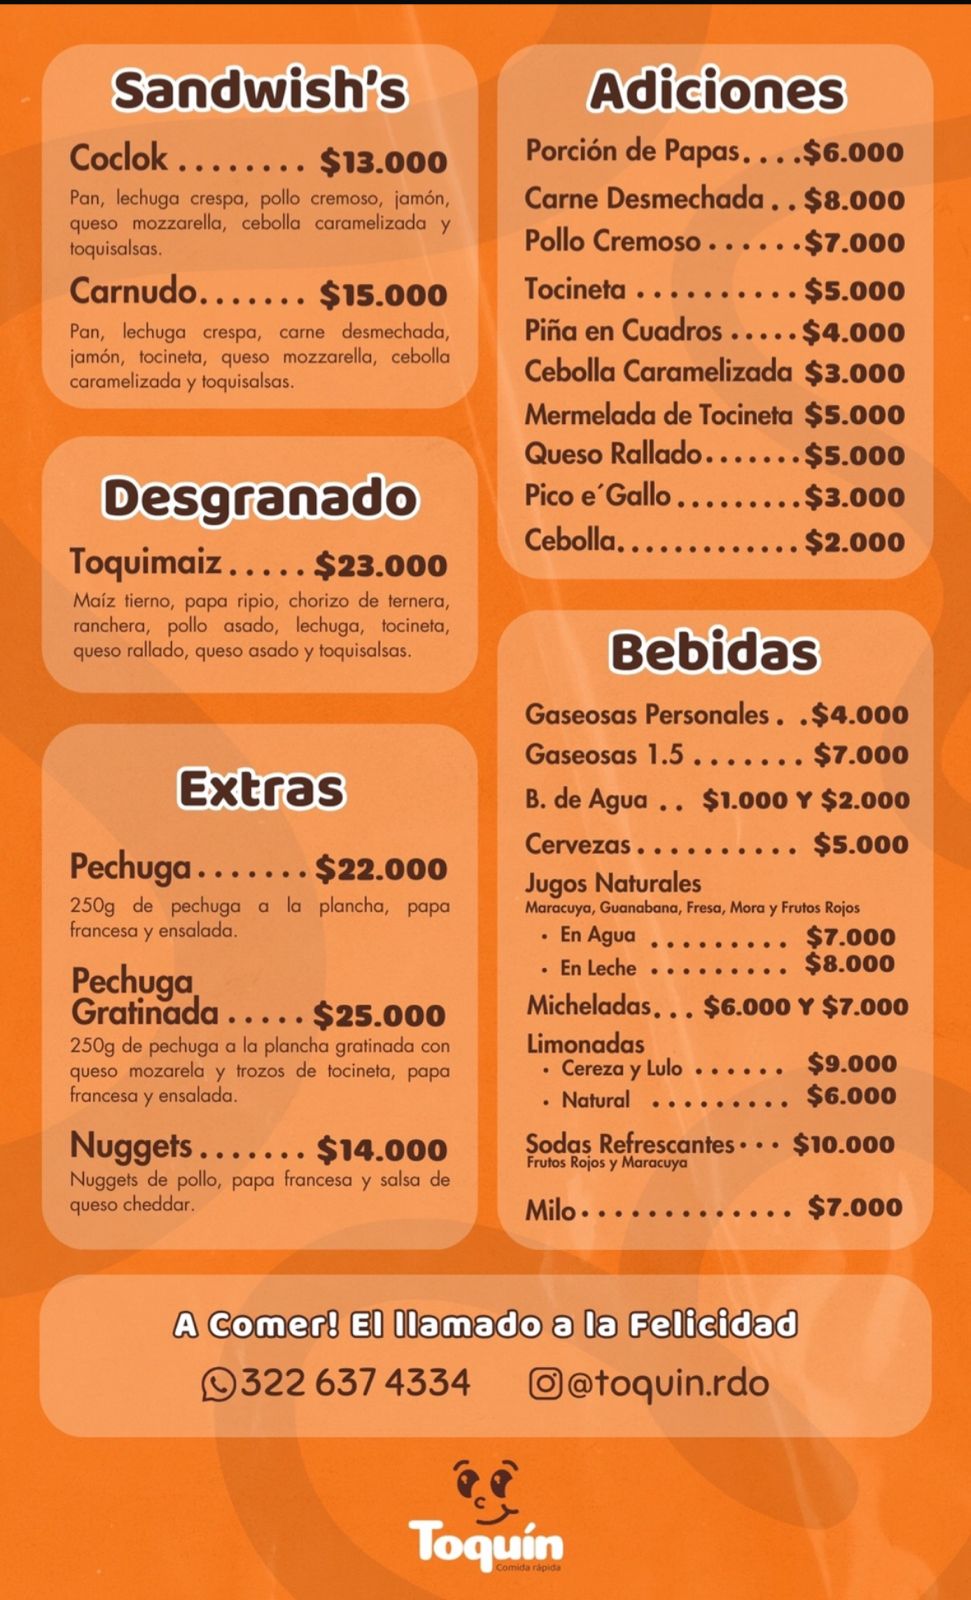 Sandwish's
Coclok ........ $13.000
Pan, lechuga crespa, pollo cremoso, jamón,
queso mozzarella, cebolla caramelizada y
toquisalsas.
Carnudo....... $15.000
Pan, lechuga crespa, carne desmechada,
jamón, tocineta, queso mozzarella, cebolla
caramelizada y toquisalsas.
Desgranado
Toquimaiz ..... $23.000
Maíz tierno, papa ripio, chorizo de ternera,
ranchera, pollo asado, lechuga, tocineta,
queso rallado, queso asado y toquisalsas.
Extras
Pechuga....... $22.000
250g de pechuga a la plancha, papa
francesa y ensalada.
Pechuga
Gratinada ..... $25.000
250g de pechuga a la plancha gratinada con
queso mozarela y trozos de tocineta, papa
francesa y ensalada.
Nuggets....... $14.000
Nuggets de pollo, papa francesa y salsa de
queso cheddar.
Adiciones
Porción de Papas....$6.000
Carne Desmechada .. $8.000
Pollo Cremoso ......$7.000
Tocineta .......... $5.000
Piña en Cuadros .....$4.000
Cebolla Caramelizada $3.000
Mermelada de Tocineta $5.000
Queso Rallado.......$5.000
Pico e´Gallo.........$3.000
Cebolla............. $2.000
Bebidas
Gaseosas Personales . .$4.000
Gaseosas 1.5 ....... $7.000
B. de Agua .. $1.000 Y $2.000
Cervezas.......... $5.000
Jugos Naturales
Maracuya, Guanabana, Fresa, Mora y Frutos Rojos
• En Agua ......... $7.000
• En Leche ......... $8.000
Micheladas... $6.000 Y $7.000
Limonadas
• Cereza y Lulo ...... $9.000
• Natural ......... $6.000
Sodas Refrescantes... $10.000
Frutos Rojos y Maracuya
Milo............. $7.000
A Comer! El llamado a la Felicidad
322 637 4334 @toquin.rdo
Toquín
Comida rápida